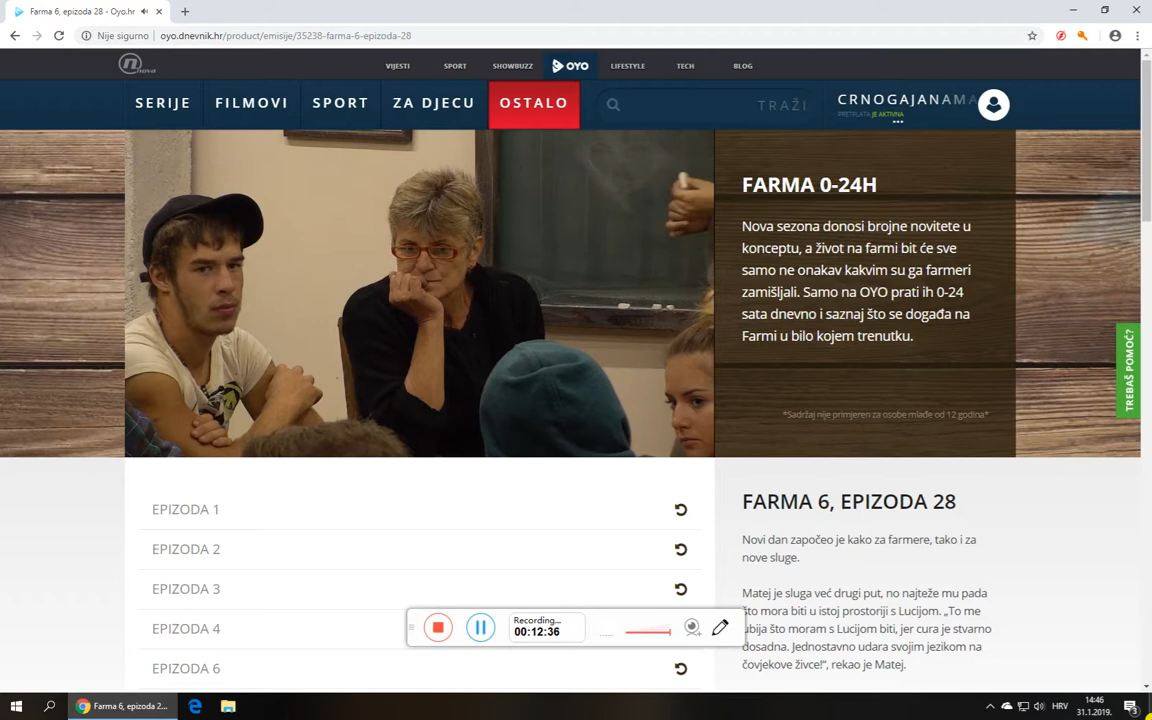 Farma 6, epizoda 28 - Oyo.hr
Nije sigurno
oyo.dnevnik.hr/product/emisije/35238-farma-6-epizoda-28
nova
VIJESTI
SPORT
SHOWBUZZ
OYO
LIFESTYLE
TECH
BLOG
SERIJE
FILMOVI
SPORT
ZA DJECU
OSTALO
TRAŽI
CRNOGAJANAMA
PRETPLATA JE AKTIVNA
FARMA 0-24H
Nova sezona donosi brojne novitete u
konceptu, a život na farmi bit će sve
samo ne onakav kakvim su ga farmeri
zamišljali. Samo na OYO prati ih 0-24
sata dnevno i saznaj što se događa na
Farmi u bilo kojem trenutku.
*Sadržaj nije primjeren za osobe mlađe od 12 godina*
TREBAŠ POMOĆ?
EPIZODA 1
EPIZODA 2
EPIZODA 3
EPIZODA 4
EPIZODA 6
FARMA 6, EPIZODA 28
Novi dan započeo je kako za farmere, tako i za
nove sluge.
Matej je sluga već drugi put, no najteže mu pada
što mora biti u istoj prostoriji s Lucijom. „To me
ubija što moram s Lucijom biti, jer cura je stvarno
dosadna. Jednostavno udara svojim jezikom na
čovjekove živce!“, rekao je Matej.
Recording...
00:12:36
Farma 6, epizoda 2...
HRV
14:46
31.1.2019.
3